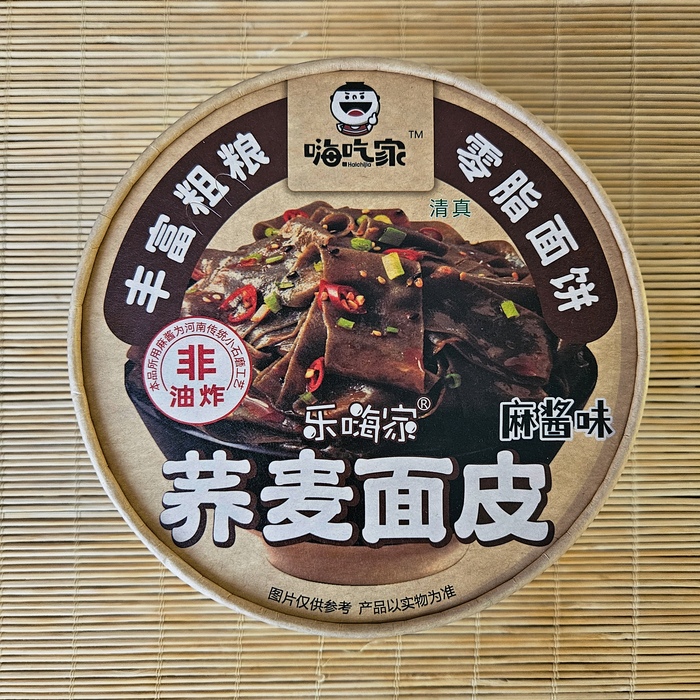 嗨吃家 TM
Haichijia
丰富粗粮
零脂面饼
清真
本品所用麻酱为河南传统小石磨工艺
非
油炸
乐嗨家®
麻酱味
荞麦面皮
图片仅供参考 产品以实物为准